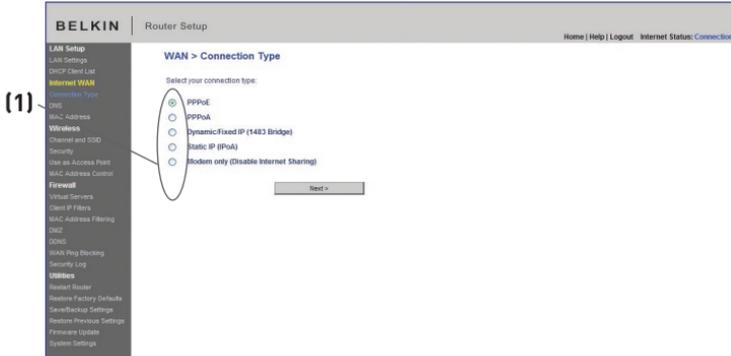 BELKIN | Router Setup
Home | Help | Logout Internet Status: Connection
LAN Setup
LAN Settings
DHCP Client List
Internet WAN
Connection Type
DNS
MAC Address
Wireless
Channel and SSID
Security
Use as Access Point
MAC Address Control
Firewall
Virtual Servers
Client IP Filters
MAC Address Filtering
DMZ
DDNS
WAN Ping Blocking
Security Log
Utilities
Restart Router
Restore Factory Defaults
Save/Backup Settings
Restore Previous Settings
Firmware Update
System Settings
(1)
WAN > Connection Type
Select your connection type:
PPPoE
PPPoA
Dynamic/Fixed IP (1483 Bridge)
Static IP (IPoA)
Modem only (Disable Internet Sharing)
Next >